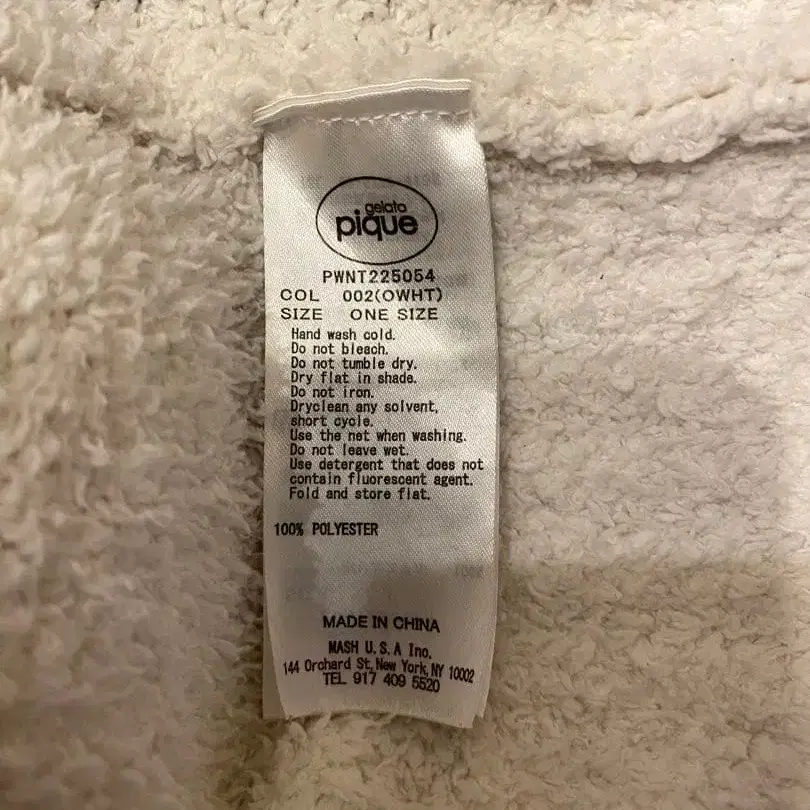 gelato
pique
PWNT225054
COL 002(OWHT)
SIZE ONE SIZE
Hand wash cold.
Do not bleach.
Do not tumble dry.
Dry flat in shade.
Do not iron.
Dryclean any solvent,
short cycle.
Use the net when washing.
Do not leave wet.
Use detergent that does not
contain fluorescent agent.
Fold and store flat.
100% POLYESTER
MADE IN CHINA
MASH U.S.A Inc.
144 Orchard St,New York,NY 10002
TEL 917 409 5520